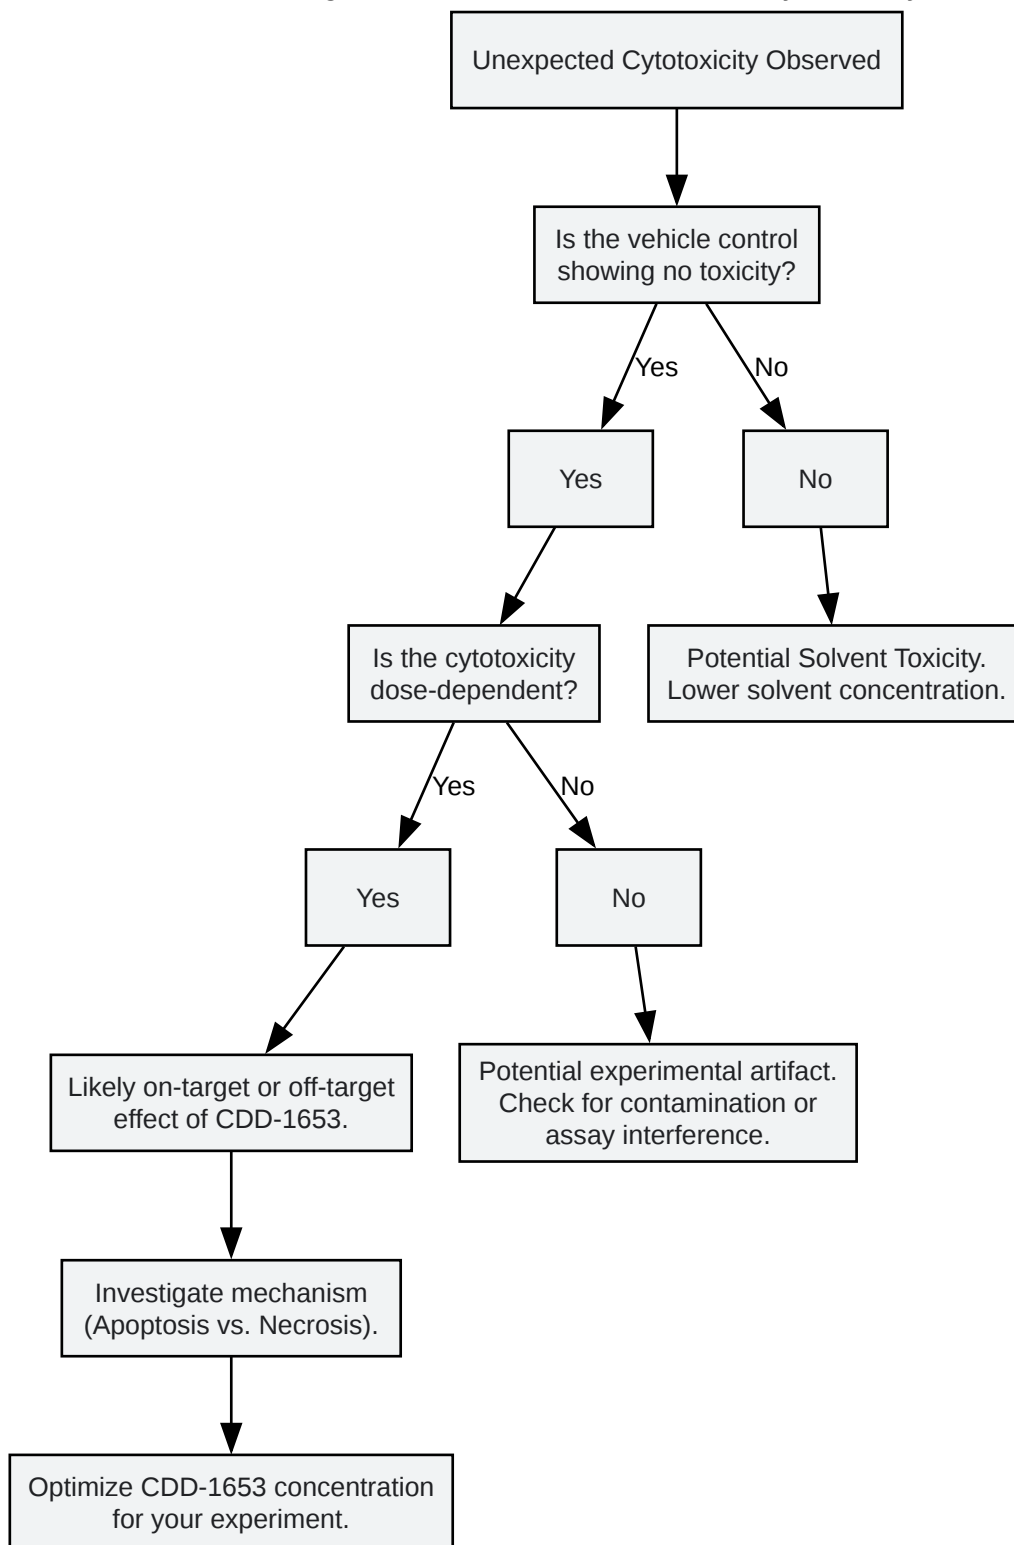 Unexpected Cytotoxicity Observed
Is the vehicle control
showing no toxicity?
Yes
No
Yes
No
Is the cytotoxicity
dose-dependent?
Potential Solvent Toxicity.
Lower solvent concentration.
Yes
No
Yes
No
Likely on-target or off-target
effect of CDD-1653.
Potential experimental artifact.
Check for contamination or
assay interference.
Investigate mechanism
(Apoptosis vs. Necrosis).
Optimize CDD-1653 concentration
for your experiment.